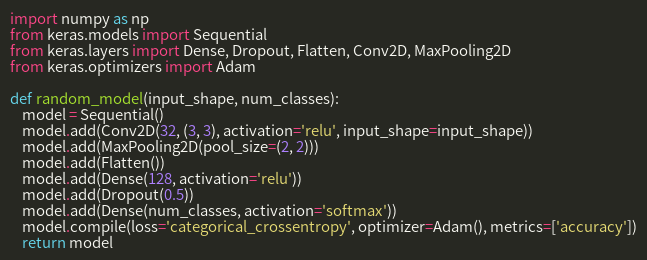 import numpy as np
from keras.models import Sequential
from keras.layers import Dense, Dropout, Flatten, Conv2D, MaxPooling2D
from keras.optimizers import Adam

def random_model(input_shape, num_classes):
    model = Sequential()
    model.add(Conv2D(32, (3, 3), activation='relu', input_shape=input_shape))
    model.add(MaxPooling2D(pool_size=(2, 2)))
    model.add(Flatten())
    model.add(Dense(128, activation='relu'))
    model.add(Dropout(0.5))
    model.add(Dense(num_classes, activation='softmax'))
    model.compile(loss='categorical_crossentropy', optimizer=Adam(), metrics=['accuracy'])
    return model